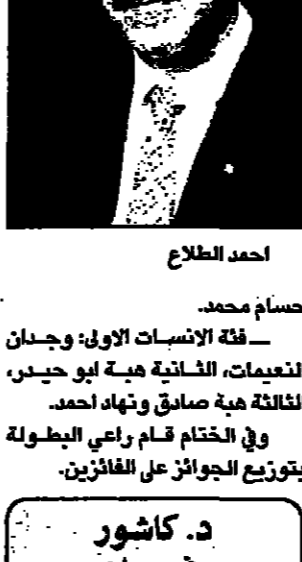 احمد الطلاع
حسام محمد.
ــ فئة الانسات الاولى: وجدان
النعيمات، الثانية هبة ابو حيدر،
الثالثة هبة صادق ونهاد احمد.
وفي الختام قام راعي البطولة
بتوزيع الجوائز على الفائزين.
د. كاشور